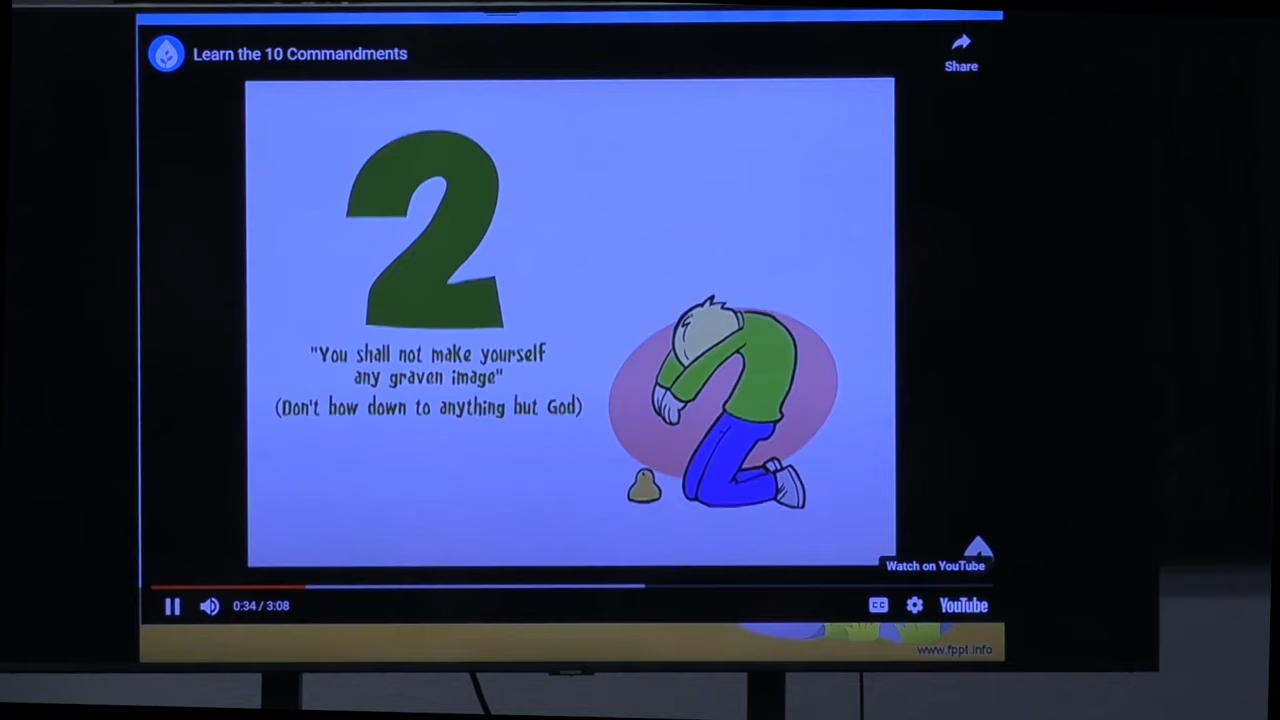 Learn the 10 Commandments
Share
2
"You shall not make yourself
any graven image"
(Don't bow down to anything but God)
Watch on YouTube
0:34 / 3:08
CC
YouTube
www.fppt.info